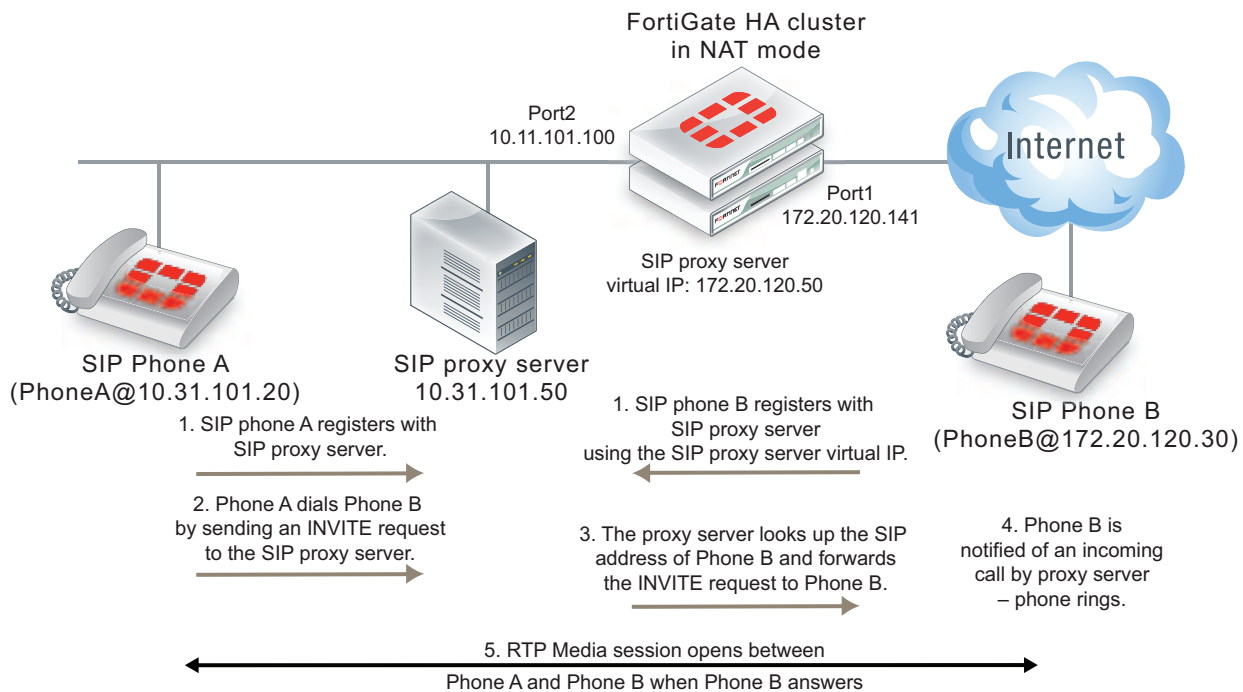 FortiGate HA cluster
in NAT mode
Port2
10.11.101.100
Internet
FORTINET
FORTINET
Port1
172.20.120.141
SIP proxy server
virtual IP: 172.20.120.50
SIP Phone A
(PhoneA@10.31.101.20)
SIP proxy server
10.31.101.50
SIP Phone B
(PhoneB@172.20.120.30)
1. SIP phone A registers with
SIP proxy server.
1. SIP phone B registers with
SIP proxy server
using the SIP proxy server virtual IP.
2. Phone A dials Phone B
by sending an INVITE request
to the SIP proxy server.
3. The proxy server looks up the SIP
address of Phone B and forwards
the INVITE request to Phone B.
4. Phone B is
notified of an incoming
call by proxy server
– phone rings.
5. RTP Media session opens between
Phone A and Phone B when Phone B answers